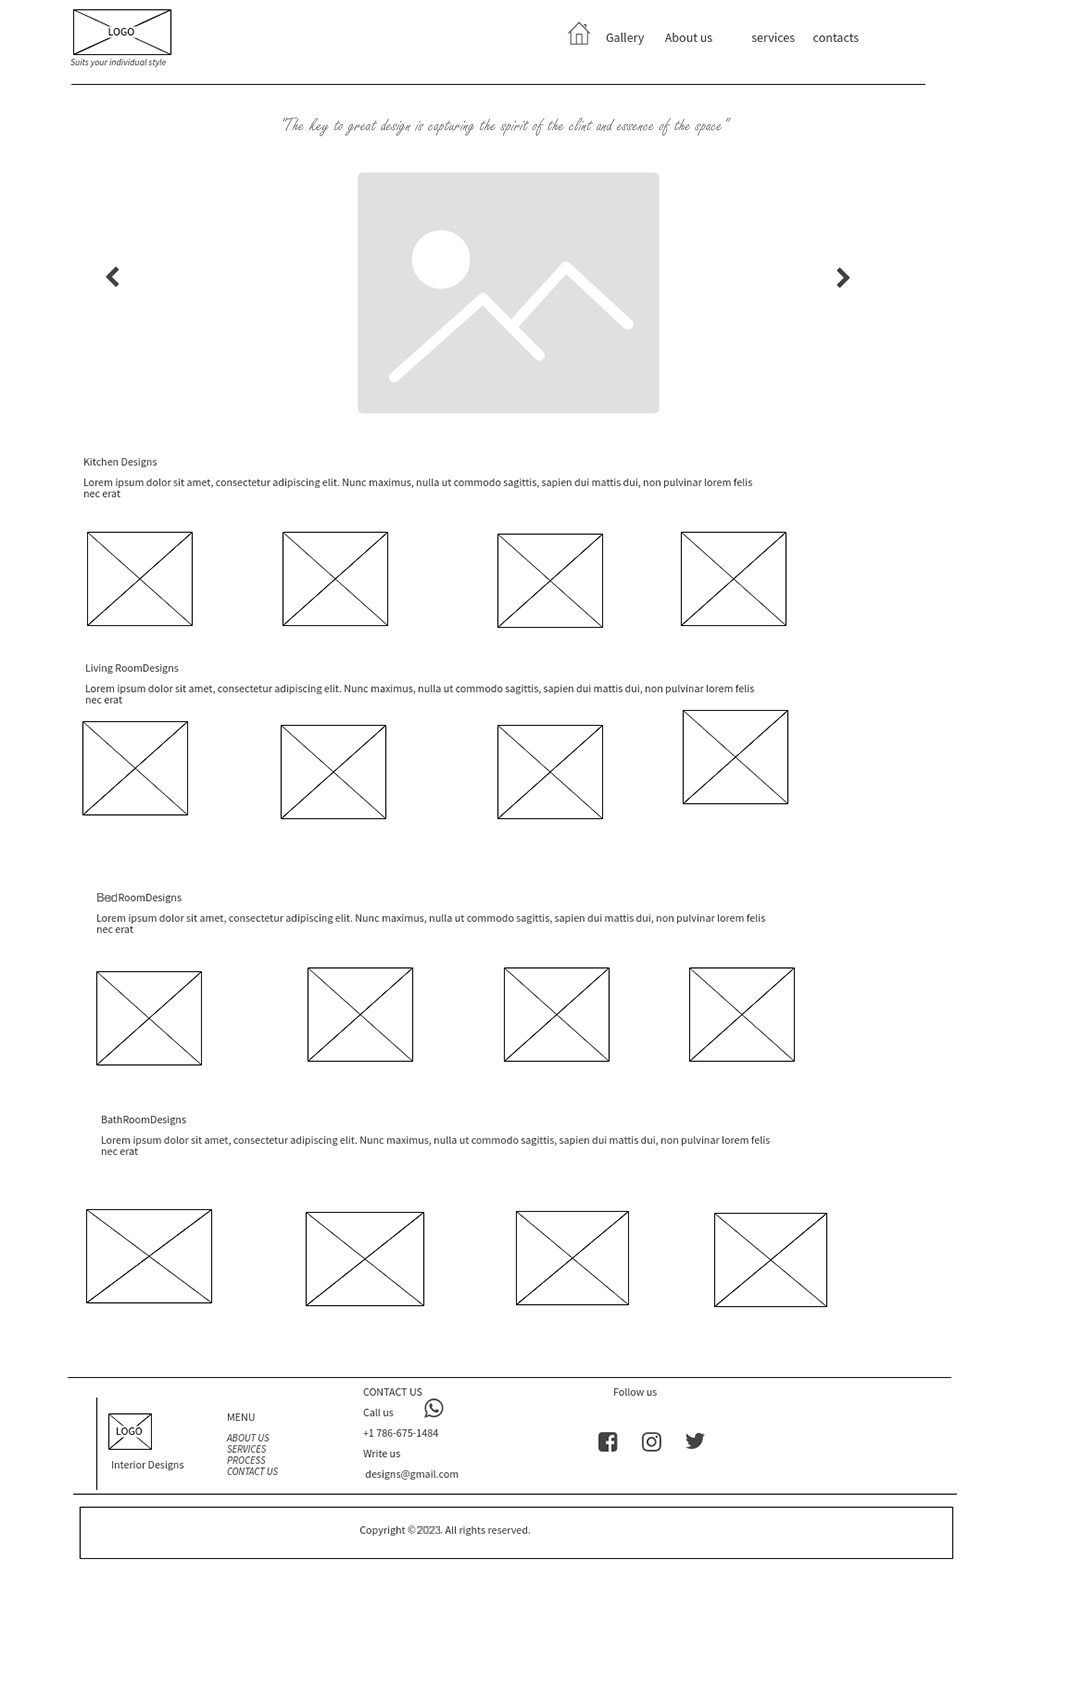 LOGO
Suits your individual style
Gallery About us services contacts
"The key to great design is capturing the spirit of the clint and essence of the space"
Kitchen Designs
Lorem ipsum dolor sit amet, consectetur adipiscing elit. Nunc maximus, nulla ut commodo sagittis, sapien dui mattis dui, non pulvinar lorem felis
nec erat
Living RoomDesigns
Lorem ipsum dolor sit amet, consectetur adipiscing elit. Nunc maximus, nulla ut commodo sagittis, sapien dui mattis dui, non pulvinar lorem felis
nec erat
BedRoomDesigns
Lorem ipsum dolor sit amet, consectetur adipiscing elit. Nunc maximus, nulla ut commodo sagittis, sapien dui mattis dui, non pulvinar lorem felis
nec erat
BathRoomDesigns
Lorem ipsum dolor sit amet, consectetur adipiscing elit. Nunc maximus, nulla ut commodo sagittis, sapien dui mattis dui, non pulvinar lorem felis
nec erat
LOGO
Interior Designs
MENU
ABOUT US
SERVICES
PROCESS
CONTACT US
CONTACT US
Call us
+1 786-675-1484
Write us
designs@gmail.com
Follow us
Copyright ©2023. All rights reserved.